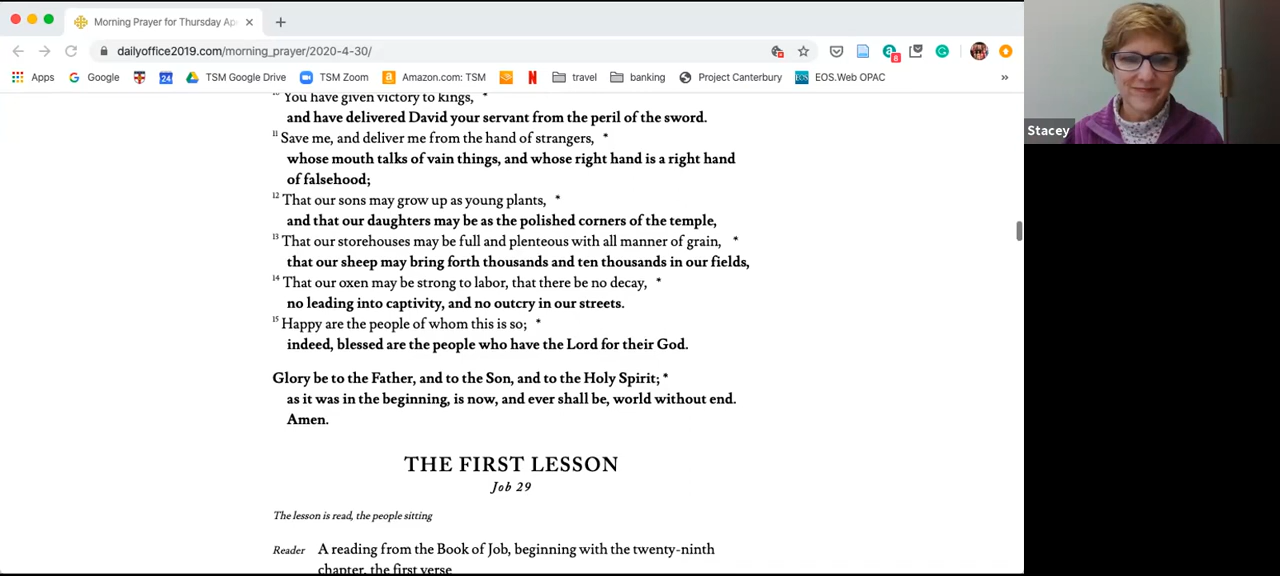 Morning Prayer for Thursday Ap
dailyoffice2019.com/morning_prayer/2020-4-30/
8
Apps Google 24 TSM Google Drive TSM Zoom Amazon.com: TSM travel banking Project Canterbury EOS EOS.Web OPAC »
10 You have given victory to kings, *
and have delivered David your servant from the peril of the sword.
11 Save me, and deliver me from the hand of strangers, *
whose mouth talks of vain things, and whose right hand is a right hand
of falsehood;
12 That our sons may grow up as young plants, *
and that our daughters may be as the polished corners of the temple,
13 That our storehouses may be full and plenteous with all manner of grain, *
that our sheep may bring forth thousands and ten thousands in our fields,
14 That our oxen may be strong to labor, that there be no decay, *
no leading into captivity, and no outcry in our streets.
15 Happy are the people of whom this is so; *
indeed, blessed are the people who have the Lord for their God.
Glory be to the Father, and to the Son, and to the Holy Spirit; *
as it was in the beginning, is now, and ever shall be, world without end.
Amen.
THE FIRST LESSON
Job 29
The lesson is read, the people sitting
Reader A reading from the Book of Job, beginning with the twenty-ninth
chapter, the first verse
Stacey